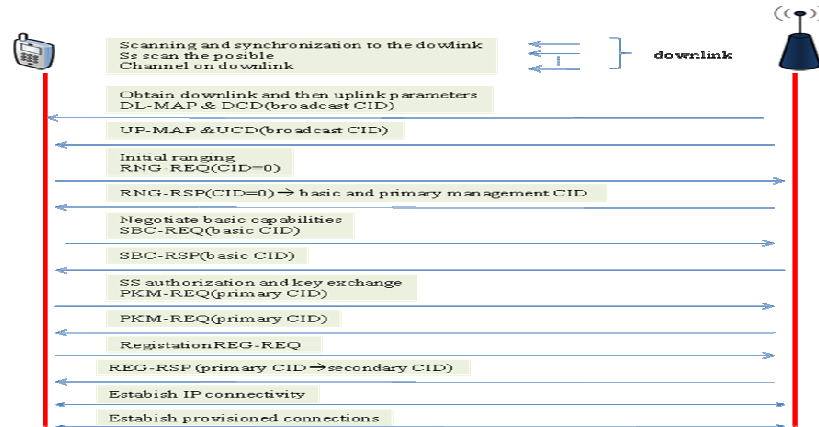 Scanning and synchronization to the dowlink
Ss scan the posible
Channel on downlink
downlink
Obtain downlink and then uplink parameters
DL-MAP & DCD(broadcast CID)
UP-MAP &UCD(broadcast CID)
Initial ranging
RNG-REQ(CID=0)
RNG-RSP(CID=0)→ basic and primary management CID
Negotiate basic capabilities
SBC-REQ(basic CID)
SBC-RSP(basic CID)
SS authorization and key exchange
PKM-REQ(primary CID)
PKM-REQ(primary CID)
RegistationREG-REQ
REG-RSP (primary CID →secondary CID)
Estabish IP connectivity
Estabish provisioned connections